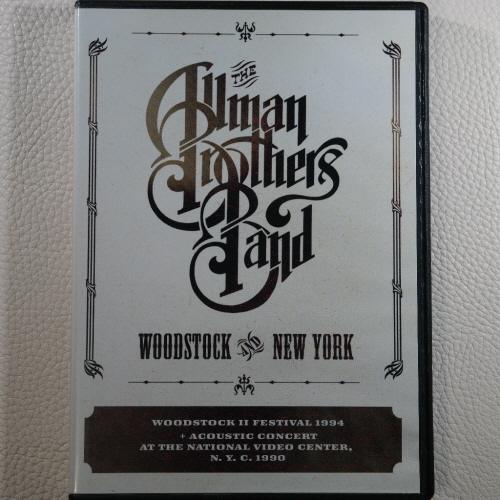 THE
Allman
Brothers
Band
WOODSTOCK AND NEW YORK
WOODSTOCK II FESTIVAL 1994
+ ACOUSTIC CONCERT
AT THE NATIONAL VIDEO CENTER,
N. Y. C. 1990